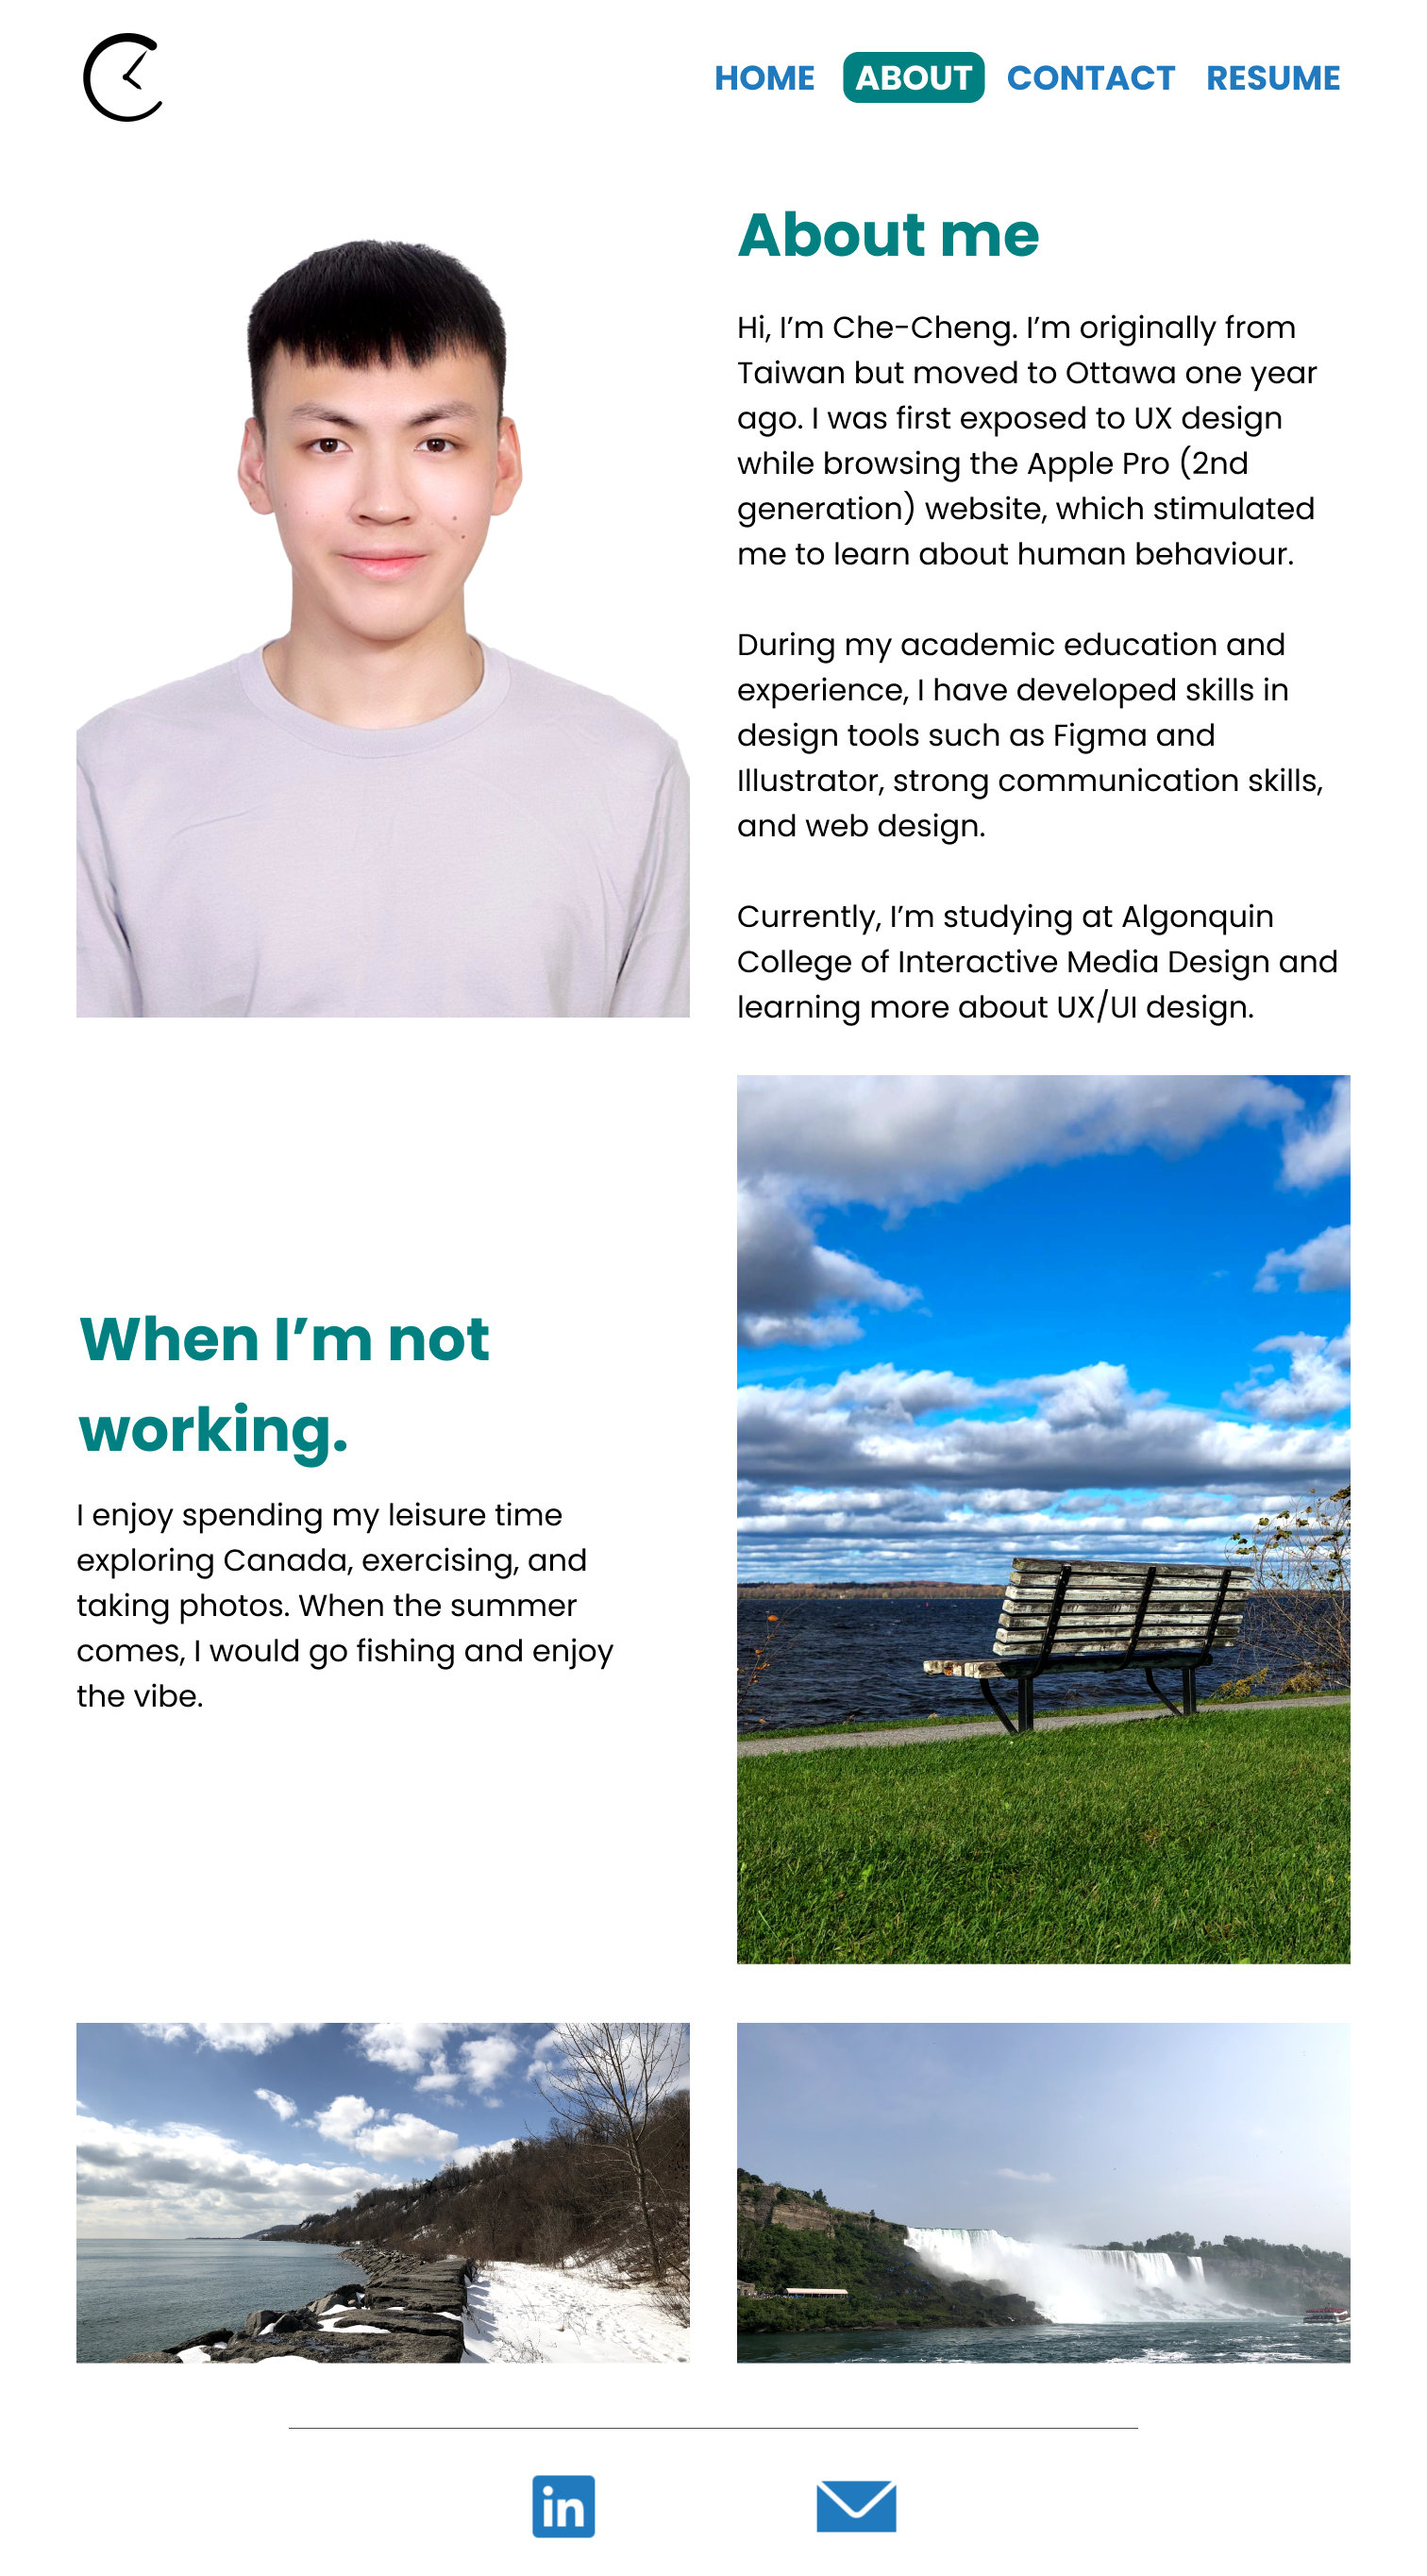 HOME ABOUT CONTACT RESUME
About me
Hi, I’m Che-Cheng. I’m originally from
Taiwan but moved to Ottawa one year
ago. I was first exposed to UX design
while browsing the Apple Pro (2nd
generation) website, which stimulated
me to learn about human behaviour.
During my academic education and
experience, I have developed skills in
design tools such as Figma and
Illustrator, strong communication skills,
and web design.
Currently, I’m studying at Algonquin
College of Interactive Media Design and
learning more about UX/UI design.
When I’m not
working.
I enjoy spending my leisure time
exploring Canada, exercising, and
taking photos. When the summer
comes, I would go fishing and enjoy
the vibe.
in